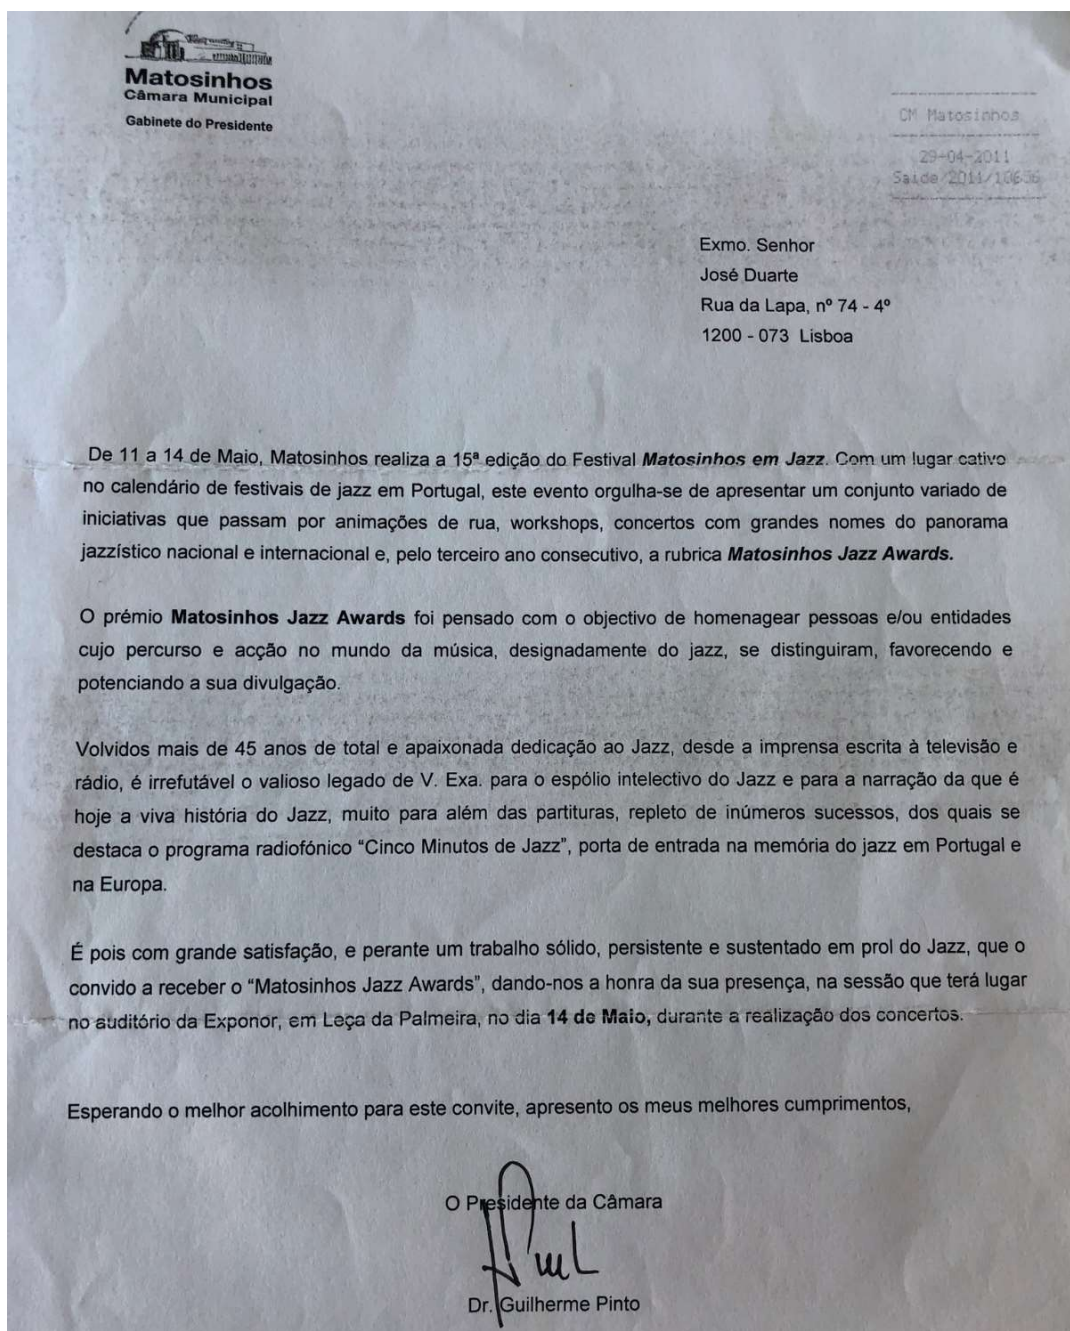 Matosinhos
Câmara Municipal
Gabinete do Presidente
CM Matosinhos
29-04-2011
Exmo. Senhor
José Duarte
Rua da Lapa, nº 74 - 4º
1200 - 073 Lisboa
De 11 a 14 de Maio, Matosinhos realiza a 15ª edição do Festival Matosinhos em Jazz. Com um lugar cativo
no calendário de festivais de jazz em Portugal, este evento orgulha-se de apresentar um conjunto variado de
iniciativas que passam por animações de rua, workshops, concertos com grandes nomes do panorama
jazzístico nacional e internacional e, pelo terceiro ano consecutivo, a rubrica Matosinhos Jazz Awards.
O prémio Matosinhos Jazz Awards foi pensado com o objectivo de homenagear pessoas e/ou entidades
cujo percurso e acção no mundo da música, designadamente do jazz, se distinguiram, favorecendo e
potenciando a sua divulgação.
Volvidos mais de 45 anos de total e apaixonada dedicação ao Jazz, desde a imprensa escrita à televisão e
rádio, é irrefutável o valioso legado de V. Exa. para o espólio intelectivo do Jazz e para a narração da que é
hoje a viva história do Jazz, muito para além das partituras, repleto de inúmeros sucessos, dos quais se
destaca o programa radiofónico “Cinco Minutos de Jazz”, porta de entrada na memória do jazz em Portugal e
na Europa.
É pois com grande satisfação, e perante um trabalho sólido, persistente e sustentado em prol do Jazz, que o
convido a receber o “Matosinhos Jazz Awards”, dando-nos a honra da sua presença, na sessão que terá lugar
no auditório da Exponor, em Leça da Palmeira, no dia 14 de Maio, durante a realização dos concertos.
Esperando o melhor acolhimento para este convite, apresento os meus melhores cumprimentos,
O Presidente da Câmara
Dr. Guilherme Pinto